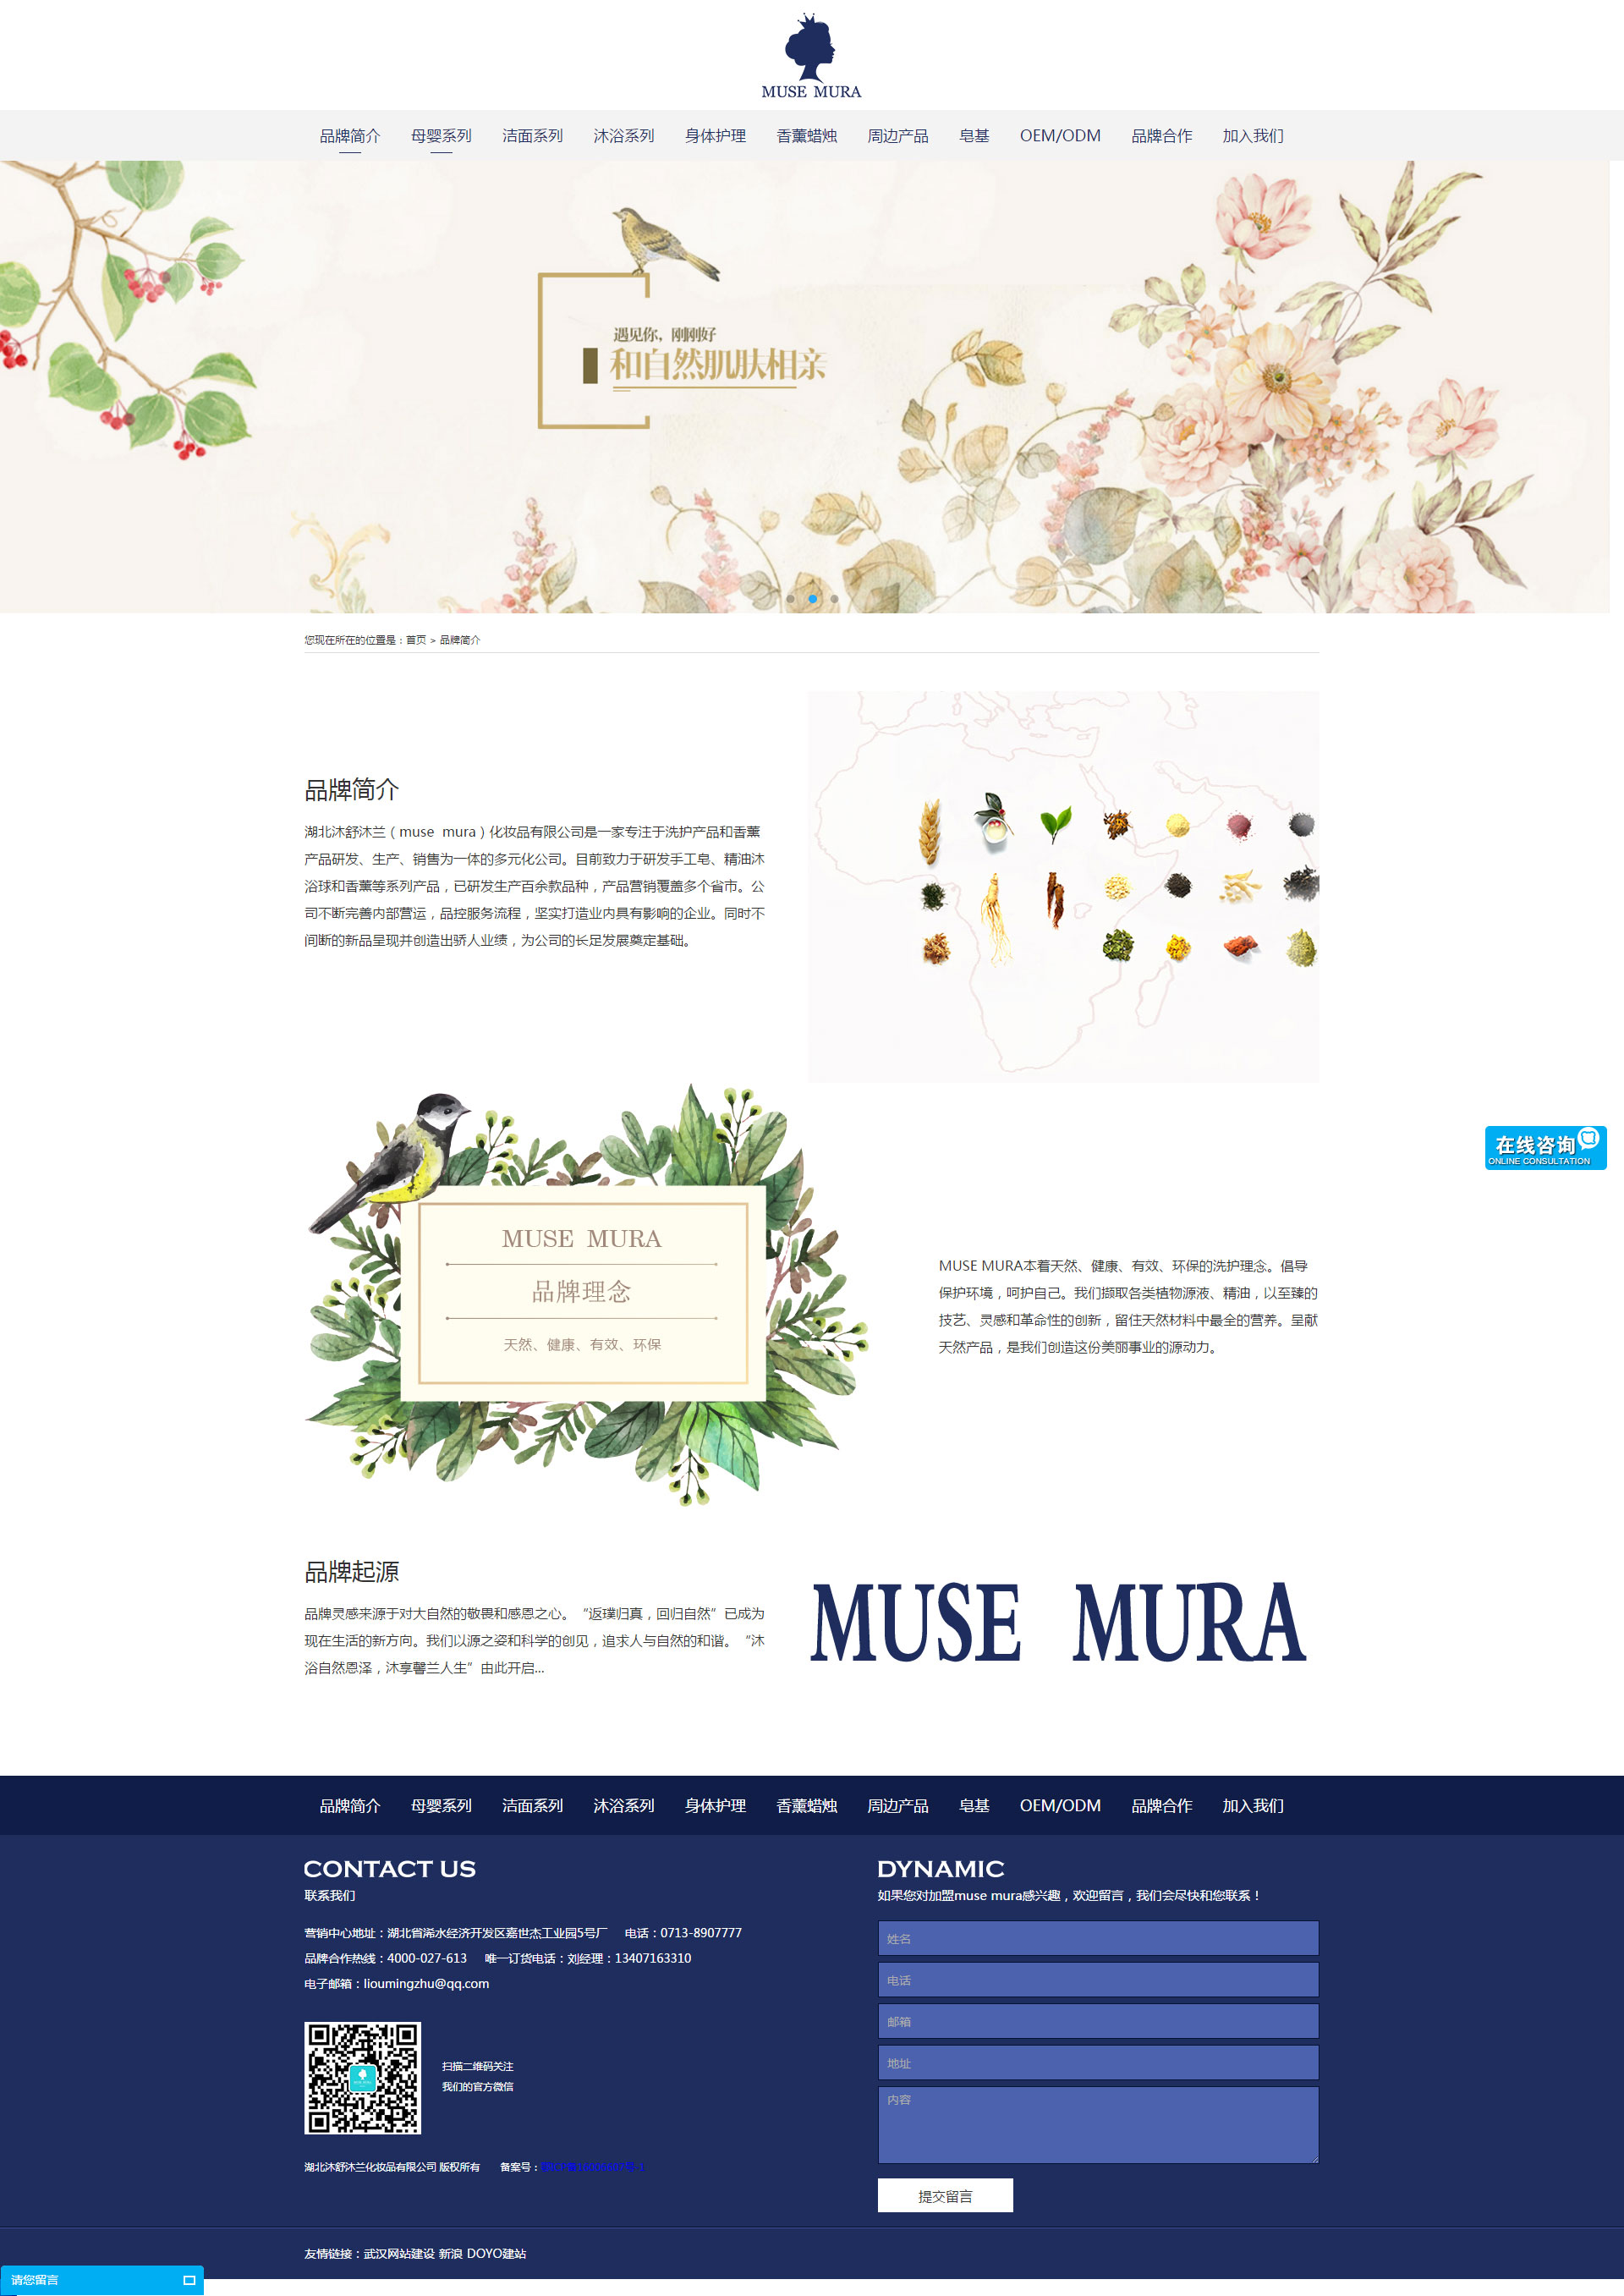 MUSE MURA
品牌简介 母婴系列 洁面系列 沐浴系列 身体护理 香薰蜡烛 周边产品 皂基 OEM/ODM 品牌合作 加入我们
遇见你，刚刚好
和自然肌肤相亲
您现在所在的位置是：首页 > 品牌简介
品牌简介
湖北沐舒沐兰（muse mura）化妆品有限公司是一家专注于洗护产品和香薰
产品研发、生产、销售为一体的多元化公司。目前致力于研发手工皂、精油沐
浴球和香薰等系列产品，已研发生产百余款品种，产品营销覆盖多个省市。公
司不断完善内部营运，品控服务流程，坚实打造业内具有影响的企业。同时不
间断的新品呈现并创造出骄人业绩，为公司的长足发展奠定基础。
在线咨询
ONLINE CONSULTATION
MUSE MURA
品牌理念
天然、健康、有效、环保
MUSE MURA本着天然、健康、有效、环保的洗护理念。倡导
保护环境，呵护自己。我们撷取各类植物源液、精油，以至臻的
技艺、灵感和革命性的创新，留住天然材料中最全的营养。呈献
天然产品，是我们创造这份美丽事业的源动力。
品牌起源
品牌灵感来源于对大自然的敬畏和感恩之心。“返璞归真，回归自然”已成为
现在生活的新方向。我们以源之姿和科学的创见，追求人与自然的和谐。“沐
浴自然恩泽，沐享馨兰人生”由此开启...
MUSE MURA
品牌简介 母婴系列 洁面系列 沐浴系列 身体护理 香薰蜡烛 周边产品 皂基 OEM/ODM 品牌合作 加入我们
CONTACT US
联系我们
营销中心地址：湖北省浠水经济开发区嘉世杰工业园5号厂 电话：0713-8907777
品牌合作热线：4000-027-613 唯一订货电话：刘经理：13407163310
电子邮箱：lioumingzhu@qq.com
扫描二维码关注
我们的官方微信
湖北沐舒沐兰化妆品有限公司 版权所有 备案号：
DYNAMIC
如果您对加盟muse mura感兴趣，欢迎留言，我们会尽快和您联系！
姓名
电话
邮箱
地址
内容
提交留言
友情链接：武汉网站建设 新浪 DOYO建站
请您留言